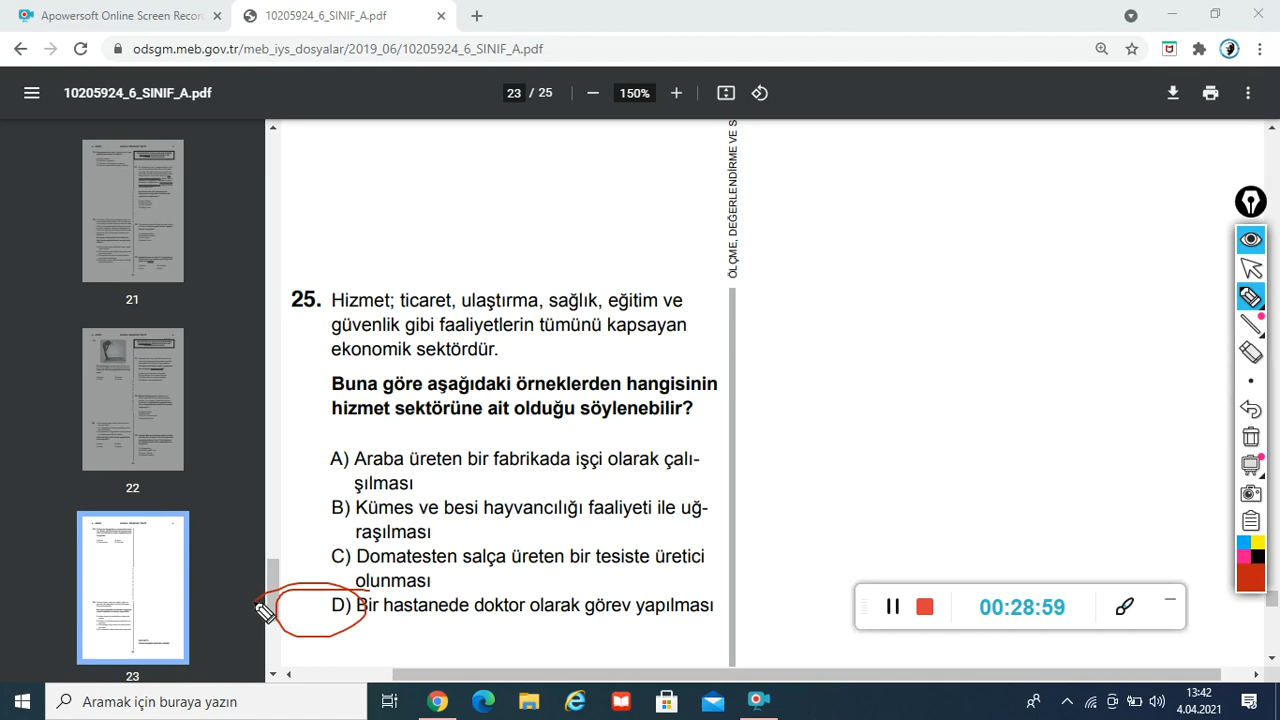 Apowersoft Online Screen Recor
10205924_6_SINIF_A.pdf
odsgm.meb.gov.tr/meb_iys_dosyalar/2019_06/10205924_6_SINIF_A.pdf
10205924_6_SINIF_A.pdf
23 / 25
150%
21
22
23
ÖLÇME, DEĞERLENDİRME VE S
25. Hizmet; ticaret, ulaştırma, sağlık, eğitim ve
güvenlik gibi faaliyetlerin tümünü kapsayan
ekonomik sektördür.
Buna göre aşağıdaki örneklerden hangisinin
hizmet sektörüne ait olduğu söylenebilir?
A) Araba üreten bir fabrikada işçi olarak çalı-
şılması
B) Kümes ve besi hayvancılığı faaliyeti ile uğ-
raşılması
C) Domatesten salça üreten bir tesiste üretici
olunması
D) Bir hastanede doktor olarak görev yapılması
00:28:59
Aramak için buraya yazın
13:42
4.04.2021